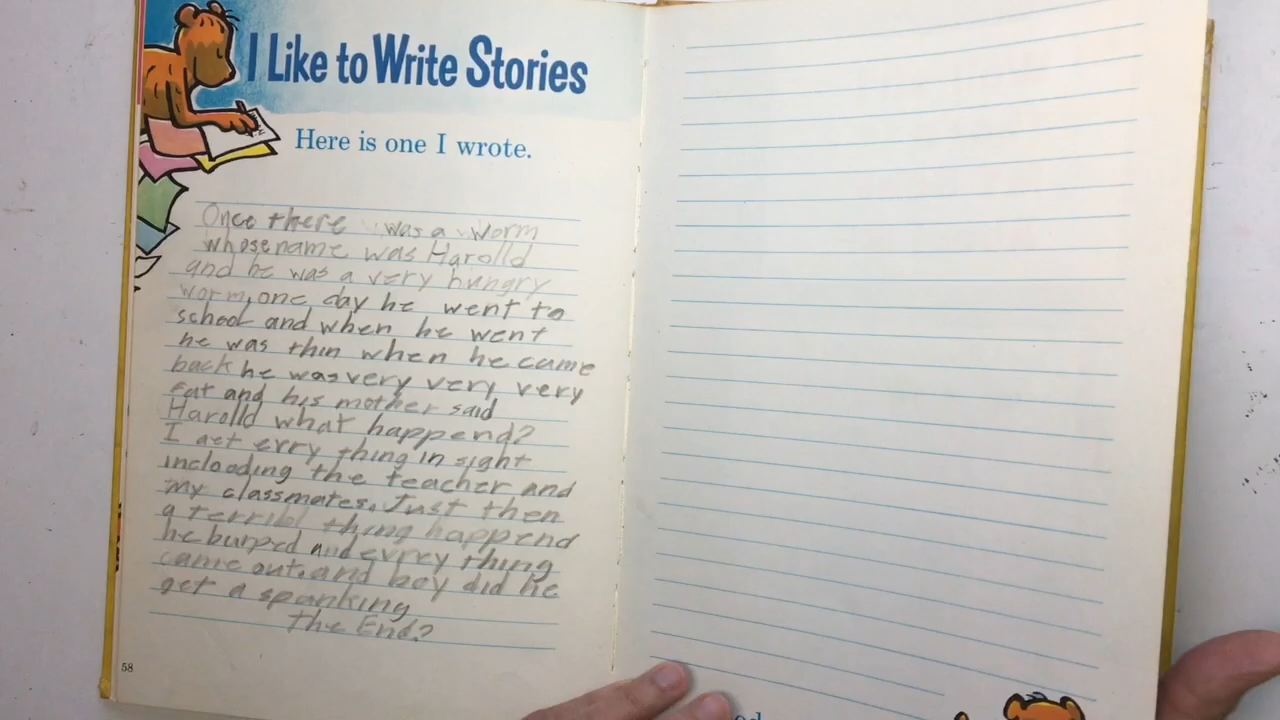 I Like to Write Stories
Here is one I wrote.
Once there was a worm
whose name was Harolld
and he was a very hungry
worm, one day he went to
school and when he went
he was thin when he came
back he was very very very
fat and his mother said
Harolld what happend?
I aet evry thing in sight
inclooding the teacher and
my classmates. Just then
a terribl thing happend
he burped and evrey thing
came out. and boy did he
get a spanking
the End?
58